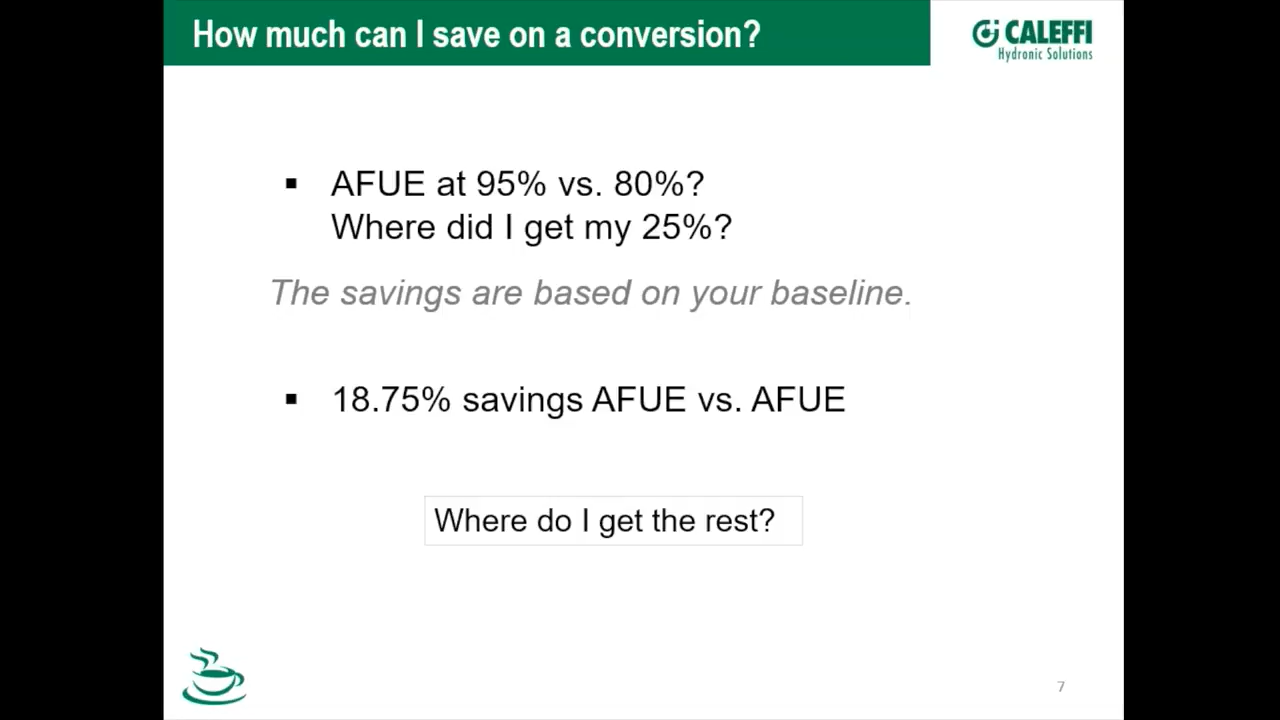 How much can I save on a conversion?
CALEFFI
Hydronic Solutions
▪ AFUE at 95% vs. 80%?
Where did I get my 25%?
The savings are based on your baseline.
▪ 18.75% savings AFUE vs. AFUE
Where do I get the rest?
7